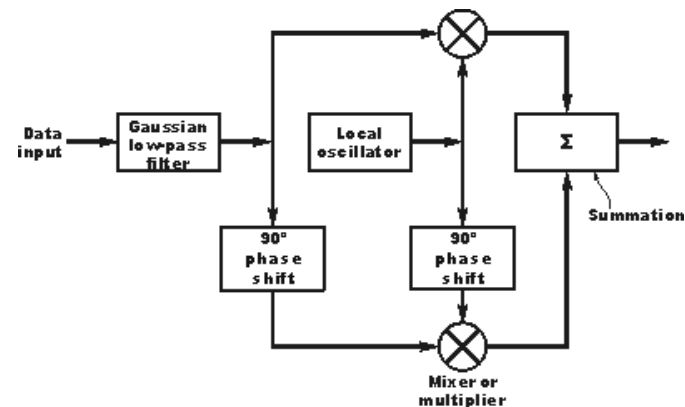 Data
input
Gaussian
low-pass
filter
Local
oscillator
Σ
Summation
90°
phase
shift
90°
phase
shift
Mixer or
multiplier